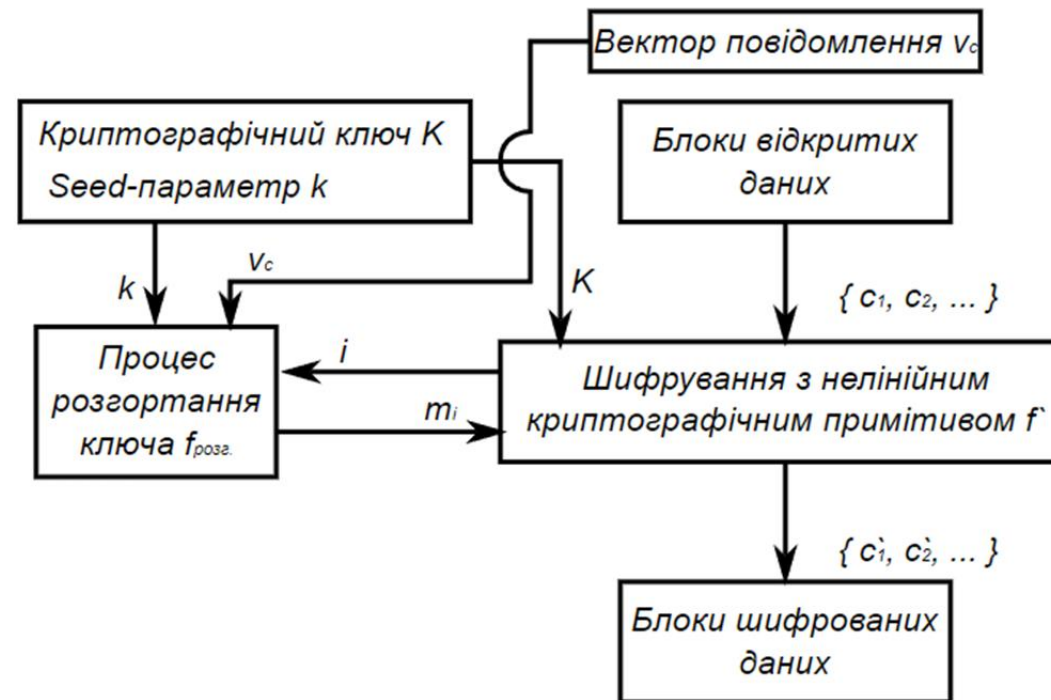 Вектор повідомлення vc
Криптографічний ключ K
Seed-параметр k
Блоки відкритих
даних
k
vc
K
{ c1, c2, ... }
Процес
розгортання
ключа fрозг.
i
mi
Шифрування з нелінійним
криптографічним примітивом f`
{ c`1, c`2, ... }
Блоки шифрованих
даних